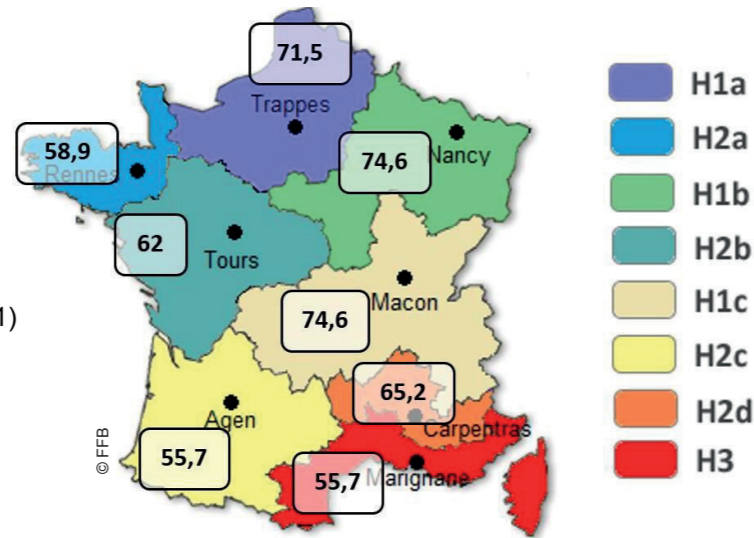 71,5
Trappes
58,9
Rennes
74,6
Nancy
62
Tours
Macon
74,6
1)
65,2
Agen
Carpentras
55,7
55,7
Marignane
© FFB
H1a
H2a
H1b
H2b
H1c
H2c
H2d
H3